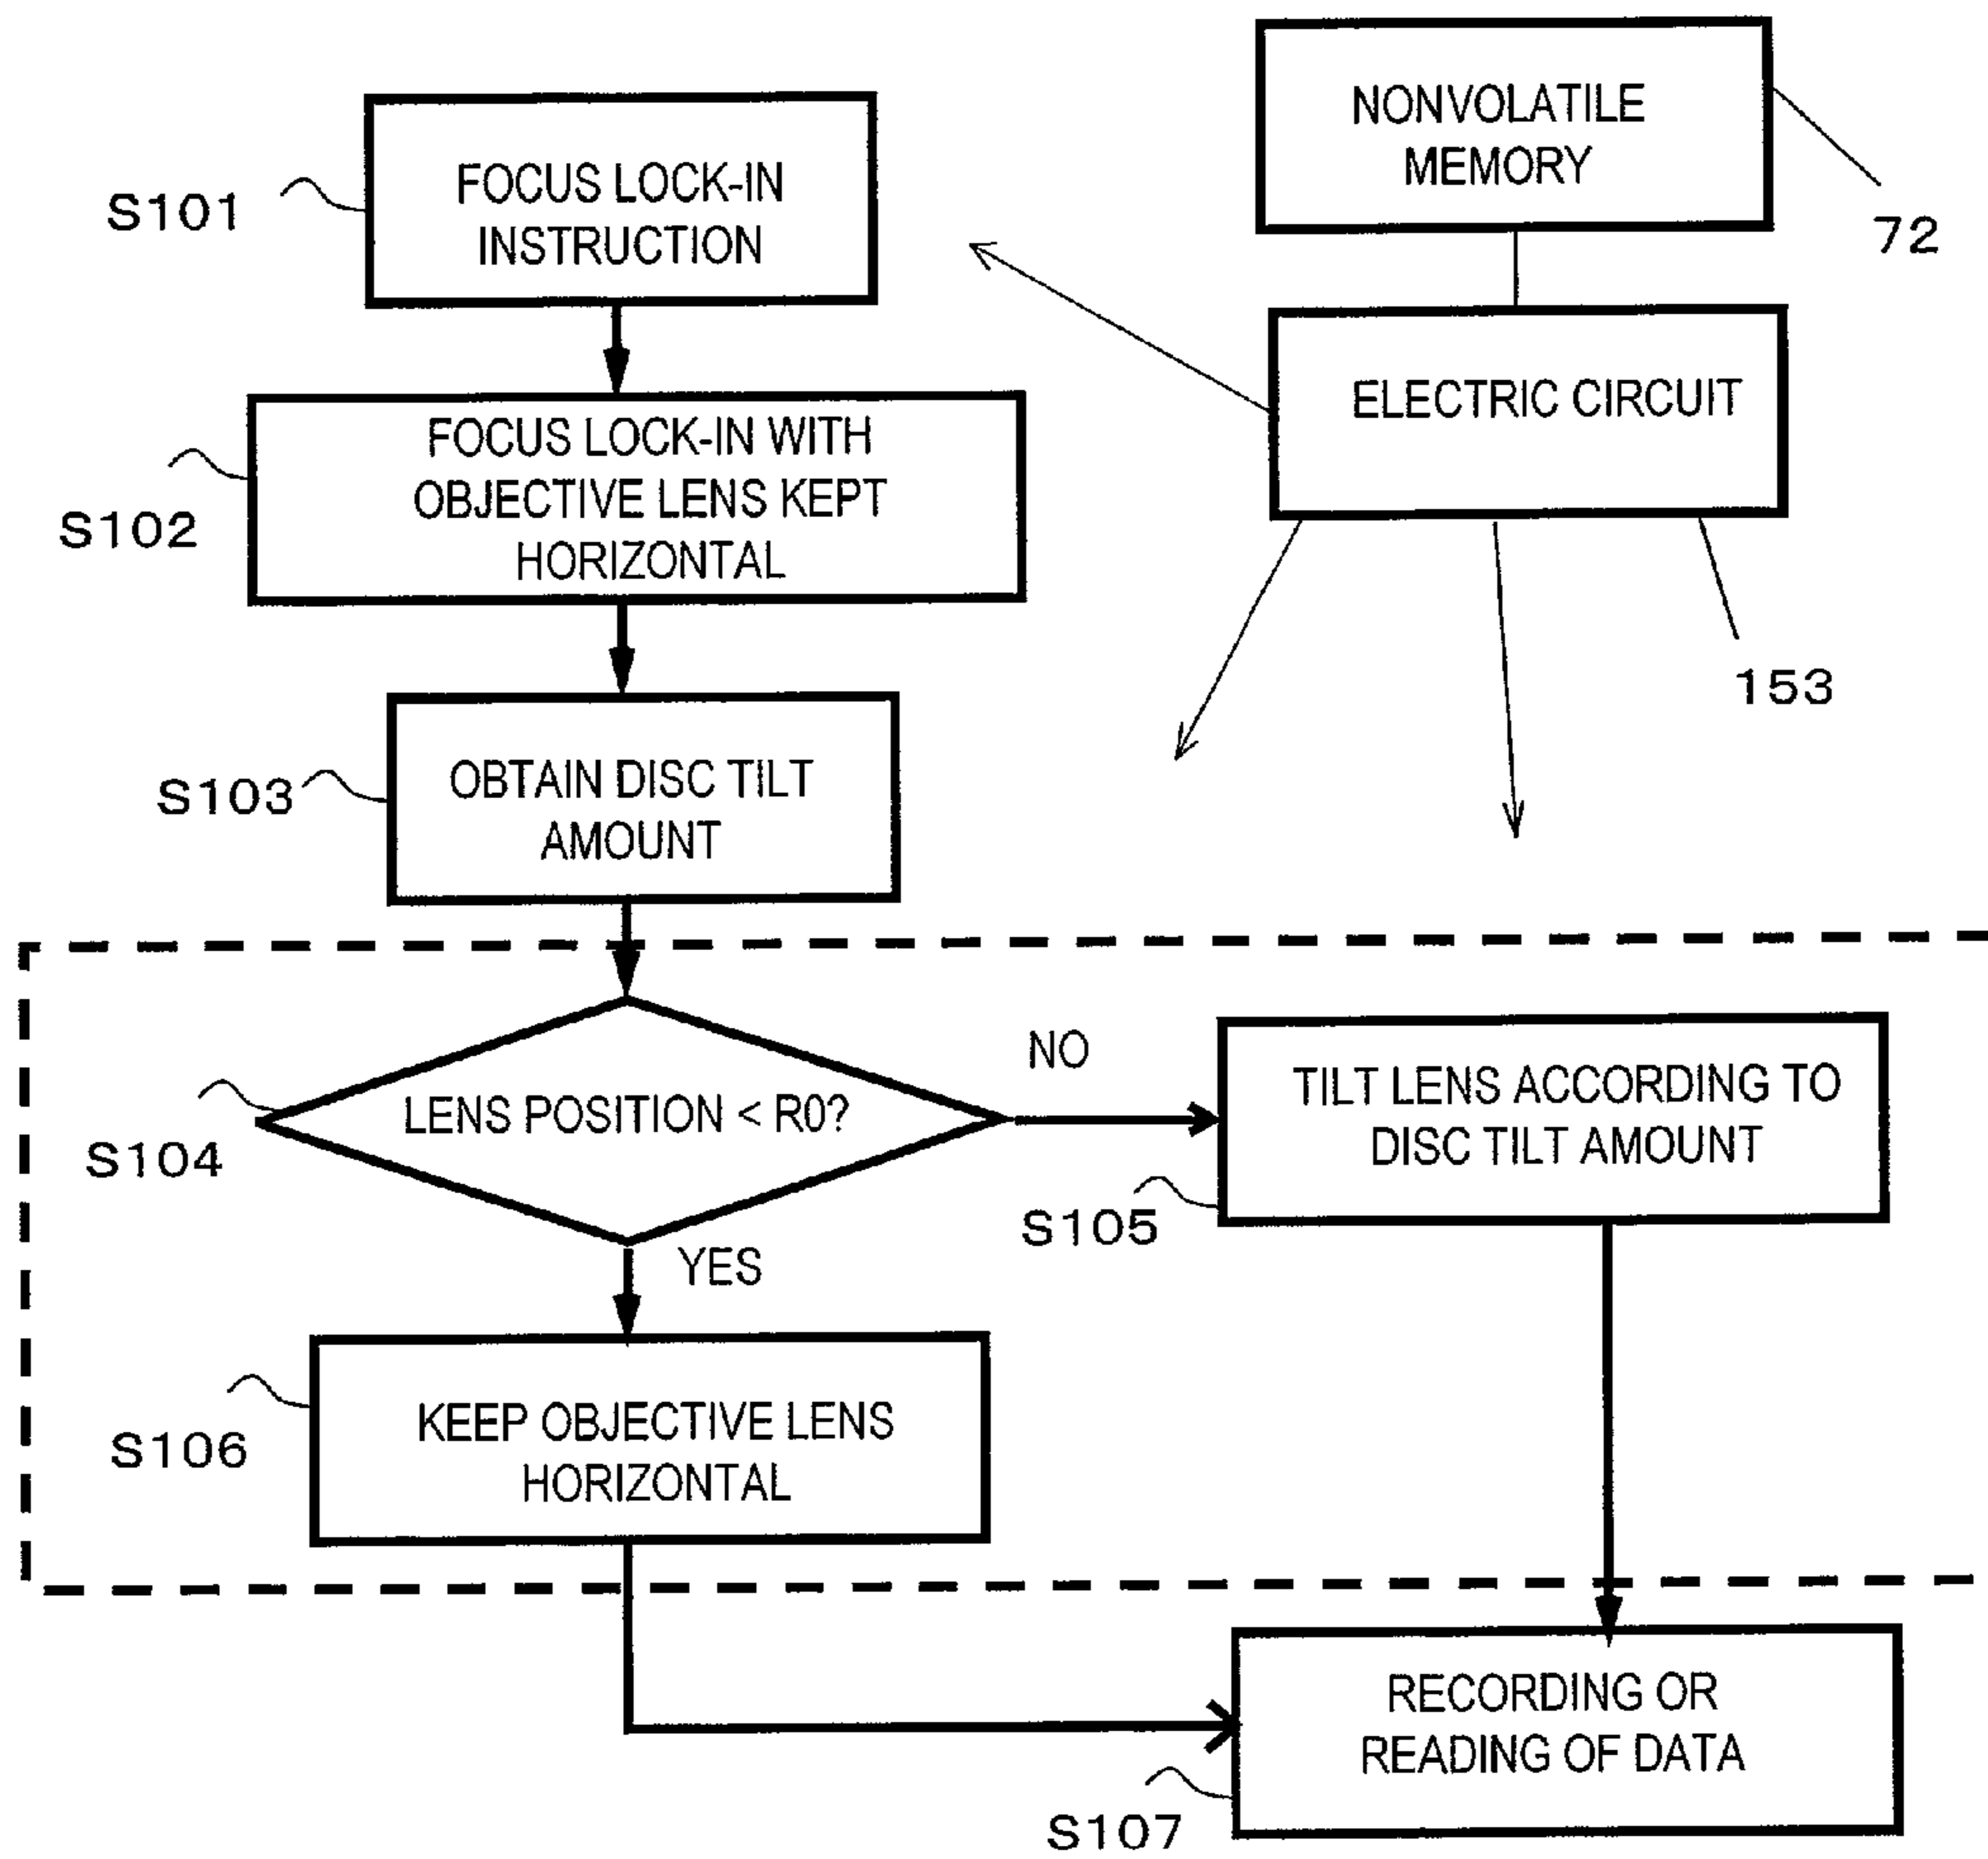 NONVOLATILE
MEMORY
72
S101
FOCUS LOCK-IN
INSTRUCTION
ELECTRIC CIRCUIT
153
S102
FOCUS LOCK-IN WITH
OBJECTIVE LENS KEPT
HORIZONTAL
S103
OBTAIN DISC TILT
AMOUNT
S104
LENS POSITION < R0?
NO
YES
S105
TILT LENS ACCORDING TO
DISC TILT AMOUNT
S106
KEEP OBJECTIVE LENS
HORIZONTAL
S107
RECORDING OR
READING OF DATA